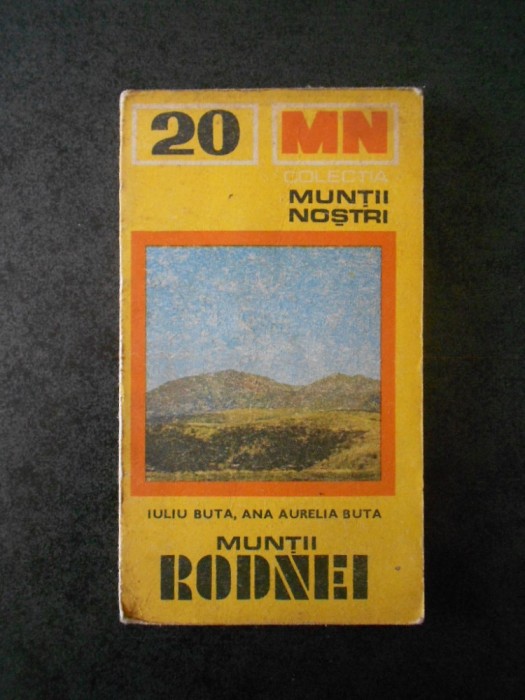 20 MN
COLECȚIA
MUNȚII
NOȘTRI
IULIU BUTA, ANA AURELIA BUTA
MUNȚII
RODNEI